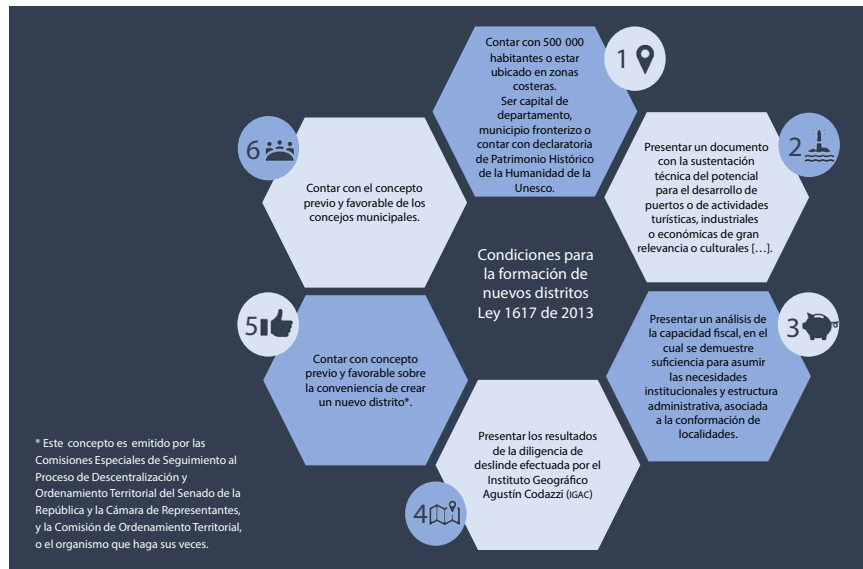 1
Contar con 500 000
habitantes o estar
ubicado en zonas
costeras.
Ser capital de
departamento,
municipio fronterizo o
contar con declaratoria
de Patrimonio Histórico
de la Humanidad de la
Unesco.
2
Presentar un documento
con la sustentación
técnica del potencial
para el desarrollo de
puertos o de actividades
turísticas, industriales
o económicas de gran
relevancia o culturales [...].
3
Presentar un análisis de
la capacidad fiscal, en el
cual se demuestre
suficiencia para asumir
las necesidades
institucionales y estructura
administrativa, asociada
a la conformación de
localidades.
4
Presentar los resultados
de la diligencia de
deslinde efectuada por el
Instituto Geográfico
Agustín Codazzi (IGAC)
5
Contar con concepto
previo y favorable sobre
la conveniencia de crear
un nuevo distrito*.
6
Contar con el concepto
previo y favorable de los
concejos municipales.
Condiciones para
la formación de
nuevos distritos
Ley 1617 de 2013
* Este concepto es emitido por las
Comisiones Especiales de Seguimiento al
Proceso de Descentralización y
Ordenamiento Territorial del Senado de la
República y la Cámara de Representantes,
y la Comisión de Ordenamiento Territorial,
o el organismo que haga sus veces.